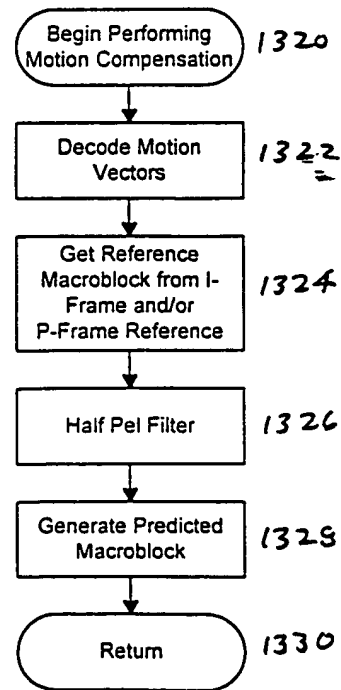 Begin Performing 1320
Motion Compensation
Decode Motion 1322
Vectors
Get Reference
Macroblock from I- 1324
Frame and/or
P-Frame Reference
Half Pel Filter 1326
Generate Predicted 1328
Macroblock
Return 1330